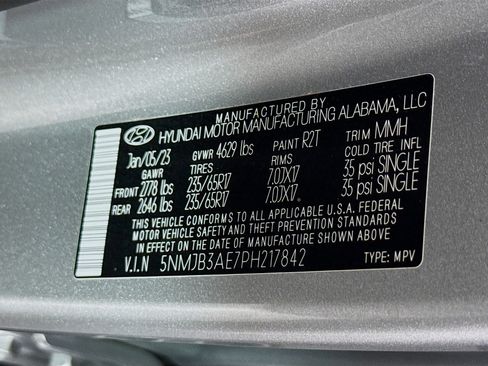 MANUFACTURED BY
HYUNDAI MOTOR MANUFACTURING ALABAMA, LLC
Jan/05/23 GVWR 4629 lbs PAINT R2T TRIM MMH
GAWR TIRES RIMS COLD TIRE INFL
FRONT 2778 lbs 235/65R17 7.0JX17 35 psi SINGLE
REAR 2646 lbs 235/65R17 7.0JX17 35 psi SINGLE
THIS VEHICLE CONFORMS TO ALL APPLICABLE U.S.A. FEDERAL
MOTOR VEHICLE SAFETY AND THEFT PREVENTION STANDARDS
IN EFFECT ON THE DATE OF MANUFACTURE SHOWN ABOVE
V.I.N 5NMJB3AE7PH217842 TYPE: MPV